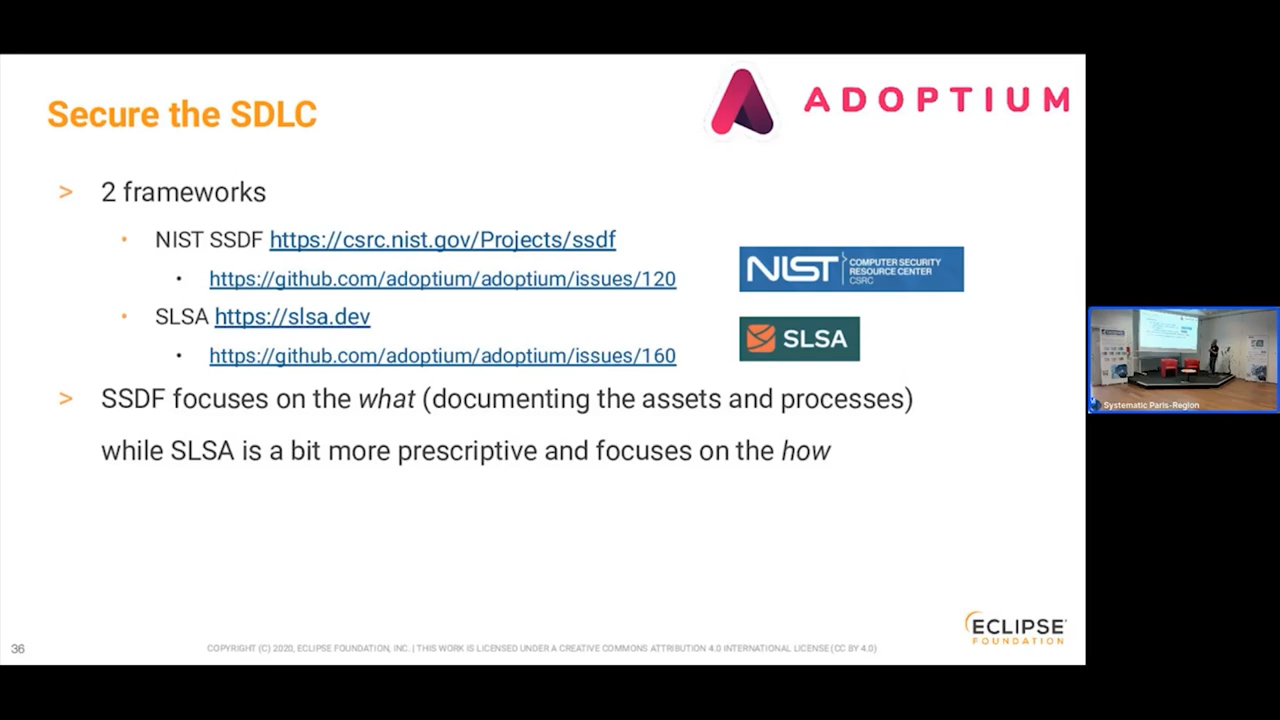 Secure the SDLC
ADOPTIUM
> 2 frameworks
• NIST SSDF https://csrc.nist.gov/Projects/ssdf
• https://github.com/adoptium/adoptium/issues/120
• SLSA https://slsa.dev
• https://github.com/adoptium/adoptium/issues/160
NIST
COMPUTER SECURITY
RESOURCE CENTER
CSRC
SLSA
> SSDF focuses on the what (documenting the assets and processes)
while SLSA is a bit more prescriptive and focuses on the how
Systematic Paris-Region
ECLIPSE
FOUNDATION
36
COPYRIGHT (C) 2020, ECLIPSE FOUNDATION, INC. | THIS WORK IS LICENSED UNDER A CREATIVE COMMONS ATTRIBUTION 4.0 INTERNATIONAL LICENSE (CC BY 4.0)